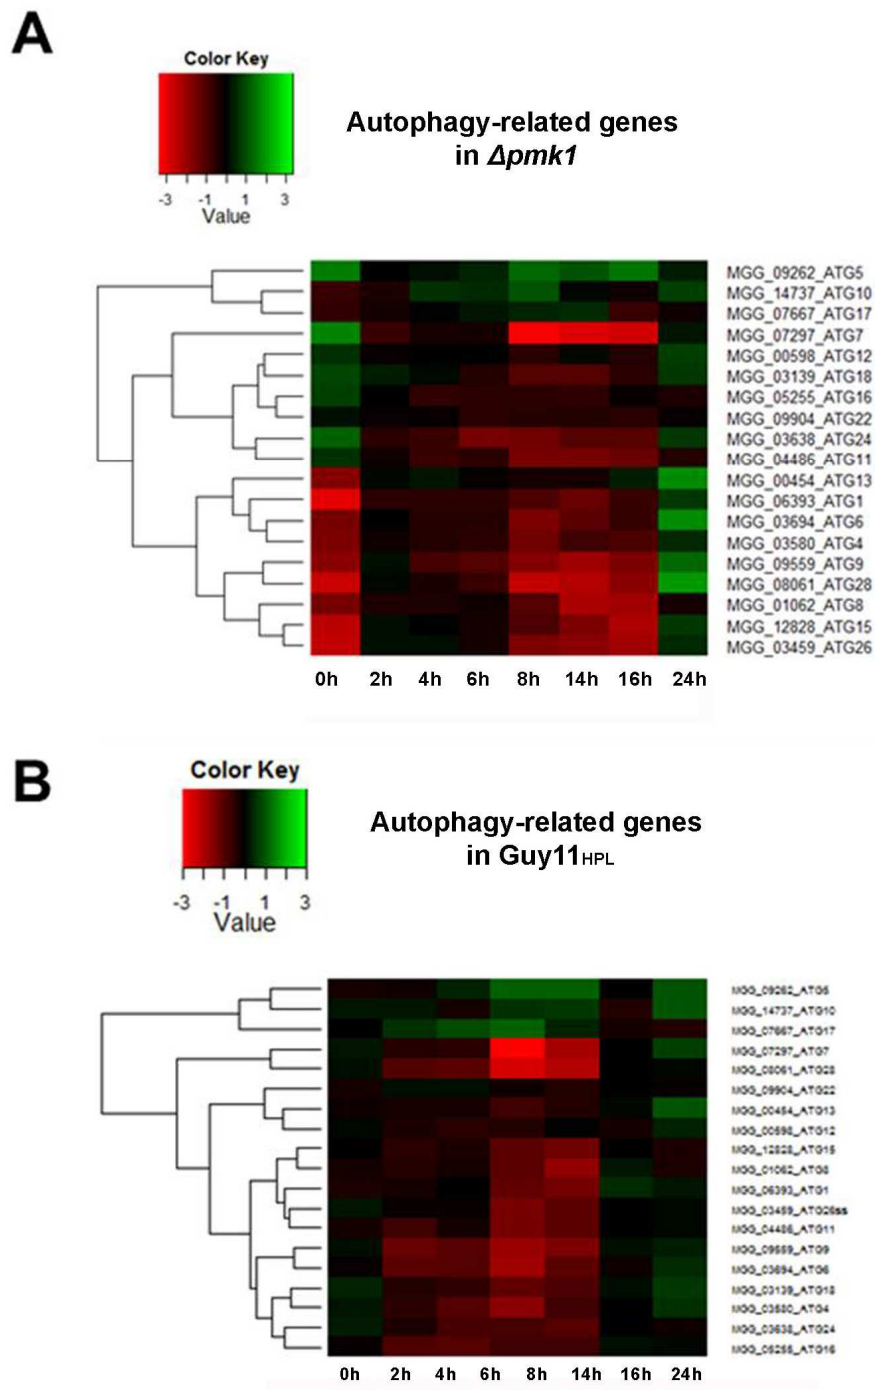 A
Color Key
-3 -1 1 3
Value
Autophagy-related genes
in Δpmk1
MGG_09262_ATG5
MGG_14737_ATG10
MGG_07667_ATG17
MGG_07297_ATG7
MGG_00598_ATG12
MGG_03139_ATG18
MGG_05255_ATG16
MGG_09904_ATG22
MGG_03638_ATG24
MGG_04486_ATG11
MGG_00454_ATG13
MGG_06393_ATG1
MGG_03694_ATG6
MGG_03580_ATG4
MGG_09559_ATG9
MGG_08061_ATG28
MGG_01062_ATG8
MGG_12828_ATG15
MGG_03459_ATG26
0h 2h 4h 6h 8h 14h 16h 24h
B
Color Key
-3 -1 1 3
Value
Autophagy-related genes
in Guy11HPL
MGG_09262_ATG5
MGG_14737_ATG10
MGG_07667_ATG17
MGG_07297_ATG7
MGG_08061_ATG28
MGG_09904_ATG22
MGG_00454_ATG13
MGG_00598_ATG12
MGG_12828_ATG15
MGG_01062_ATG8
MGG_06393_ATG1
MGG_03459_ATG26ss
MGG_04486_ATG11
MGG_09559_ATG9
MGG_03694_ATG6
MGG_03139_ATG18
MGG_03580_ATG4
MGG_03638_ATG24
MGG_05255_ATG16
0h 2h 4h 6h 8h 14h 16h 24h